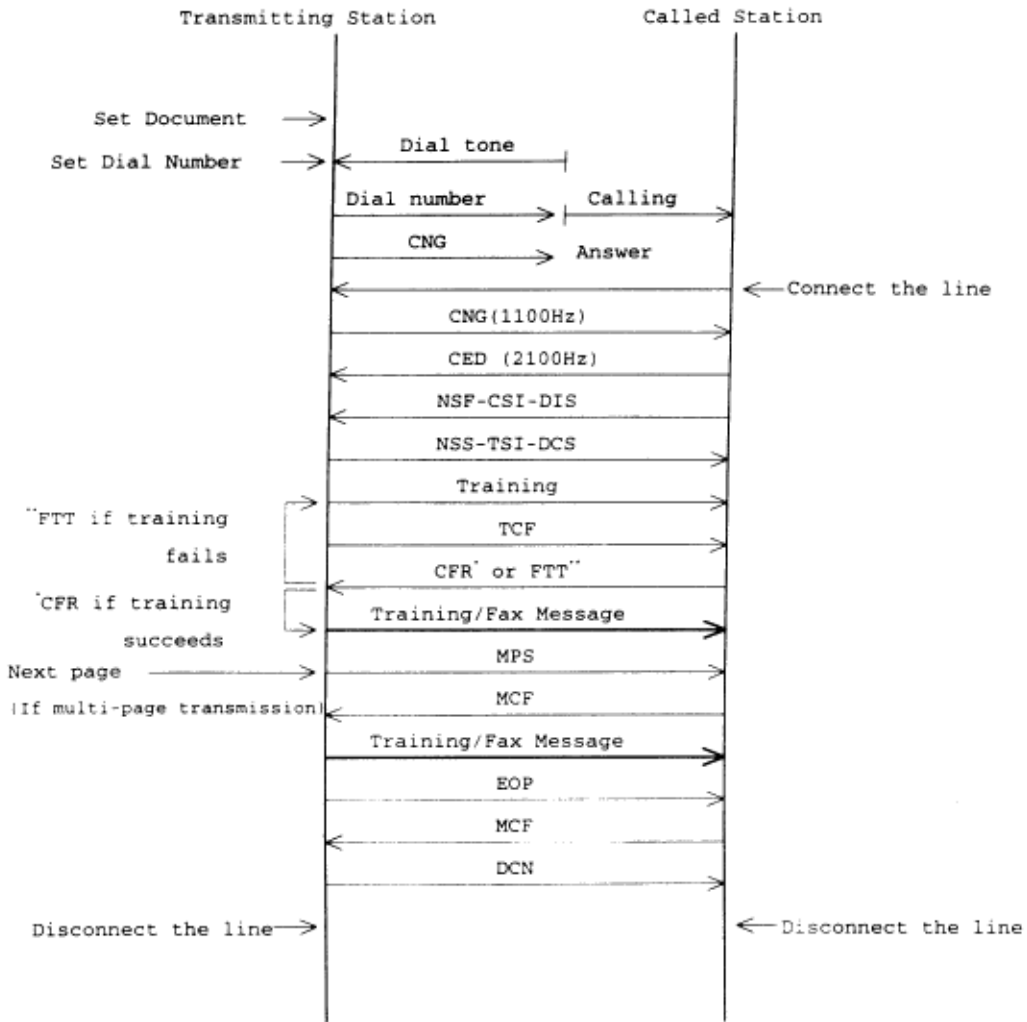 Transmitting Station
Called Station
Set Document
Set Dial Number
Dial tone
Dial number
Calling
CNG
Answer
Connect the line
CNG(1100Hz)
CED (2100Hz)
NSF-CSI-DIS
NSS-TSI-DCS
Training
¨FTT if training
fails
TCF
CFR˙ or FTT¨
˙CFR if training
succeeds
Training/Fax Message
MPS
Next page
(If multi-page transmission)
MCF
Training/Fax Message
EOP
MCF
DCN
Disconnect the line
Disconnect the line